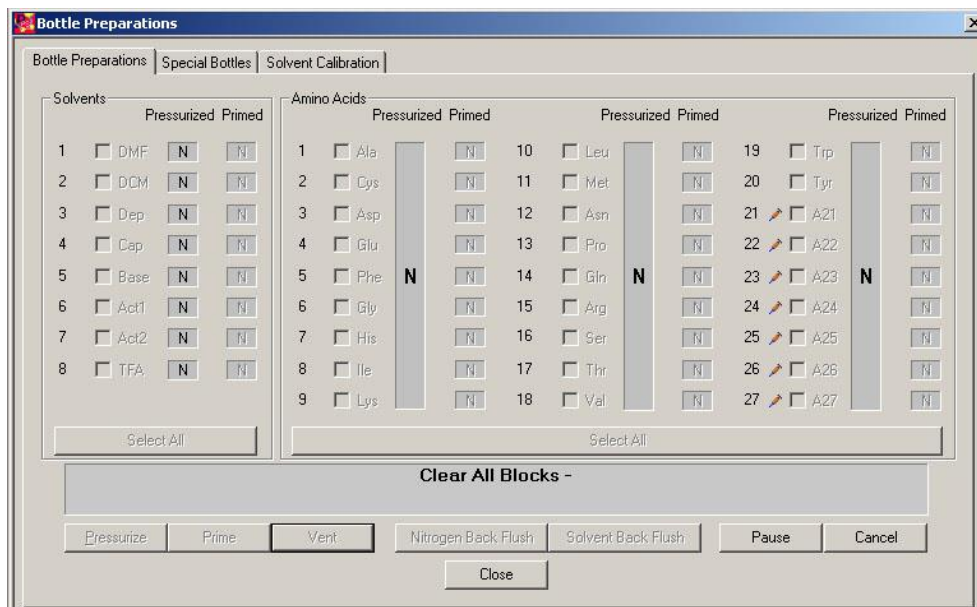 Bottle Preparations
Bottle Preparations Special Bottles Solvent Calibration
Solvents Amino Acids
Pressurized Primed Pressurized Primed Pressurized Primed Pressurized Primed
1 DMF N N 1 Ala N 10 Leu N 19 Trp N
2 DCM N N 2 Cys N 11 Met N 20 Tyr N
3 Dep N N 3 Asp N 12 Asn N 21 A21 N
4 Cap N N 4 Glu N 13 Pro N 22 A22 N
5 Base N N 5 Phe N N 14 Gln N N 23 A23 N N
6 Act1 N N 6 Gly N 15 Arg N 24 A24 N
7 Act2 N N 7 His N 16 Ser N 25 A25 N
8 TFA N N 8 Ile N 17 Thr N 26 A26 N
9 Lys N 18 Val N 27 A27 N
Select All Select All
Clear All Blocks -
Pressurize Prime Vent Nitrogen Back Flush Solvent Back Flush Pause Cancel
Close